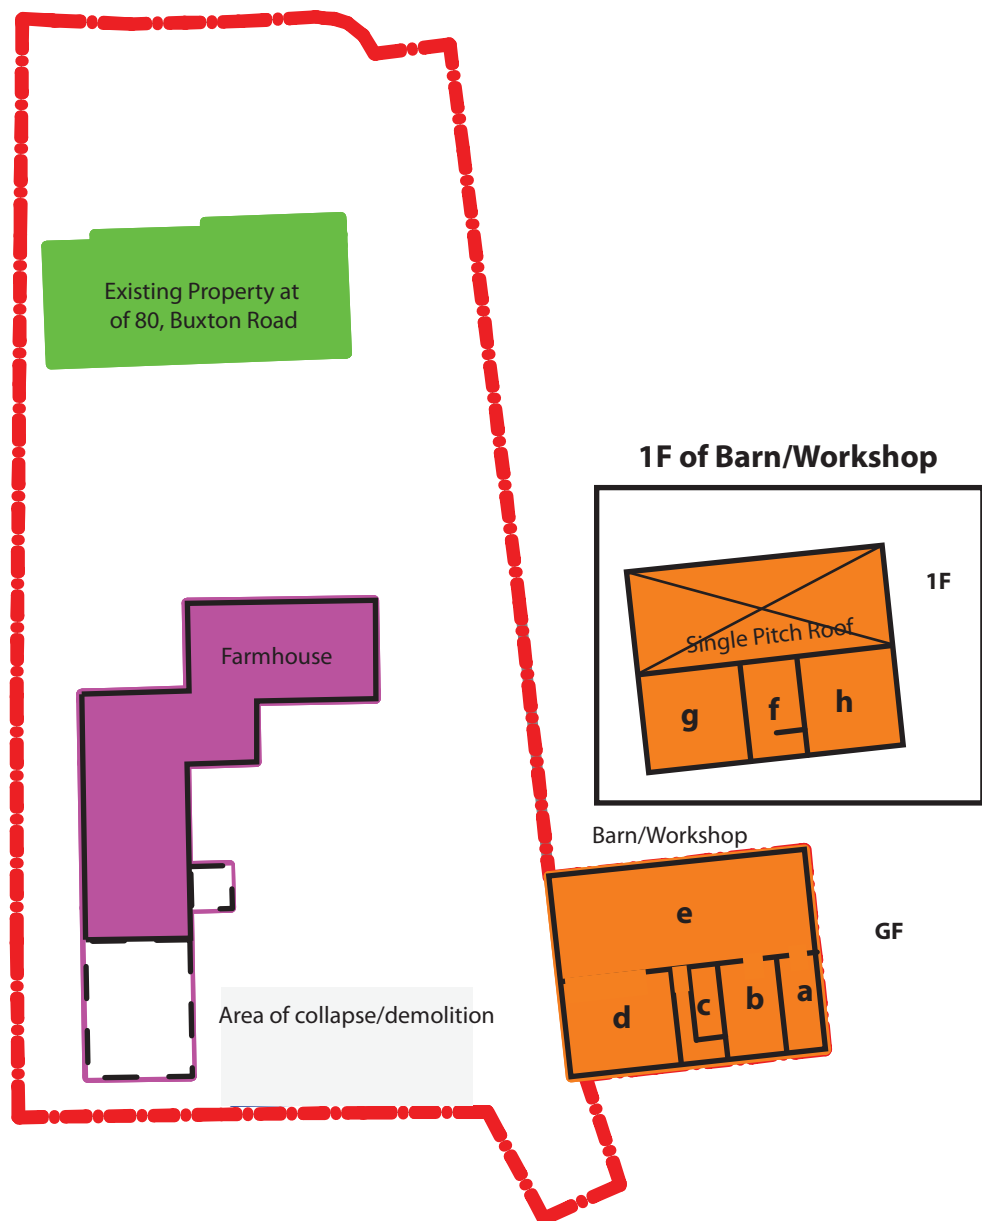 Existing Property at
of 80, Buxton Road
1F of Barn/Workshop
1F
Single Pitch Roof
g
f
h
Farmhouse
Barn/Workshop
e
GF
d
c
b
a
Area of collapse/demolition